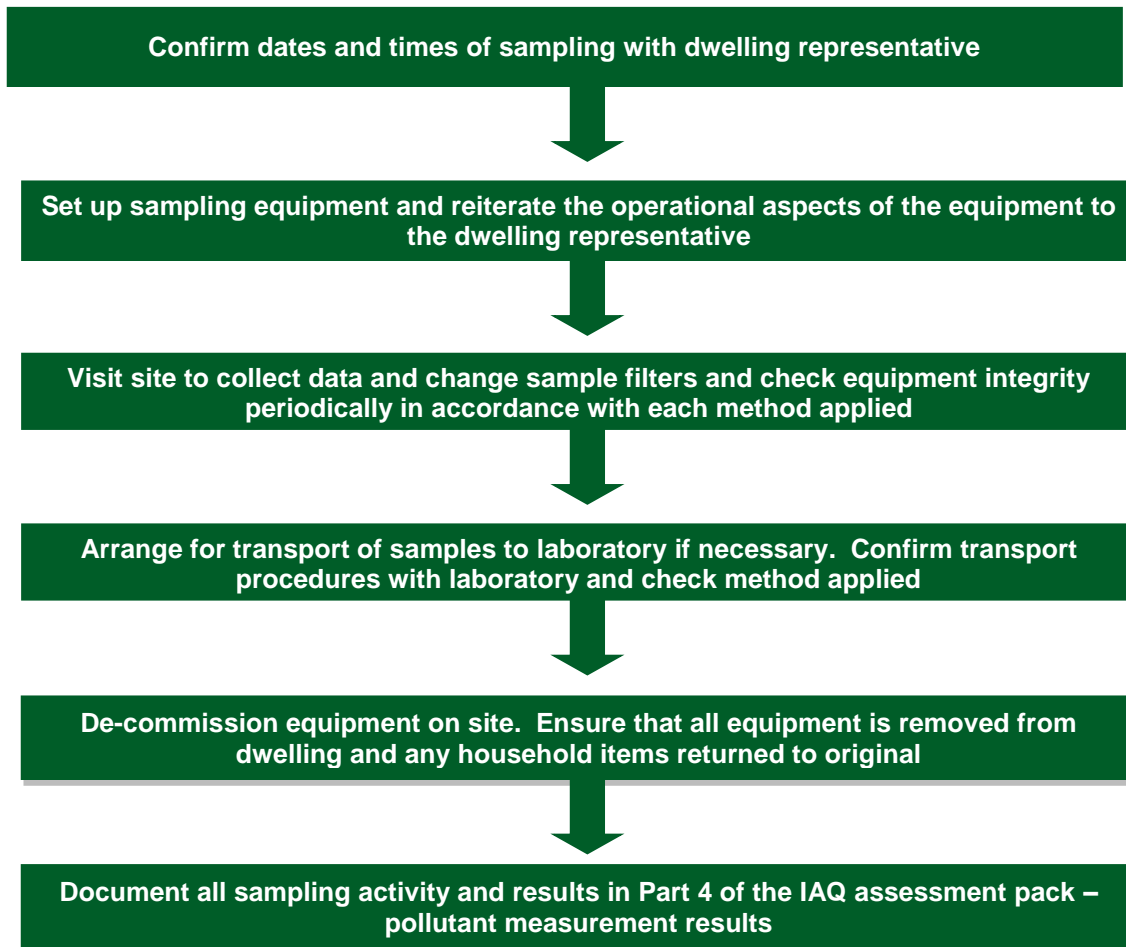 Confirm dates and times of sampling with dwelling representative
Set up sampling equipment and reiterate the operational aspects of the equipment to
the dwelling representative
Visit site to collect data and change sample filters and check equipment integrity
periodically in accordance with each method applied
Arrange for transport of samples to laboratory if necessary.  Confirm transport
procedures with laboratory and check method applied
De-commission equipment on site.  Ensure that all equipment is removed from
dwelling and any household items returned to original
Document all sampling activity and results in Part 4 of the IAQ assessment pack –
pollutant measurement results